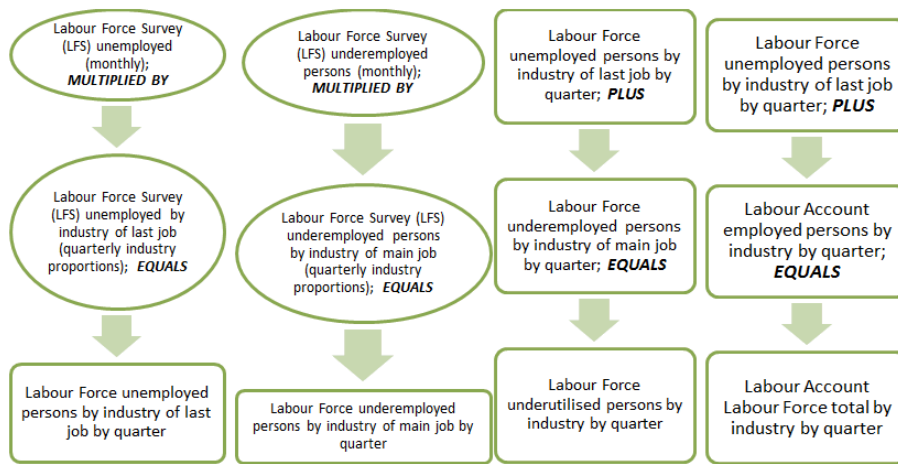 Labour Force Survey
(LFS) unemployed
(monthly);
MULTIPLIED BY
Labour Force Survey
(LFS) unemployed by
industry of last job
(quarterly industry
proportions); EQUALS
Labour Force unemployed
persons by industry of last
job by quarter
Labour Force Survey
(LFS) underemployed
persons (monthly);
MULTIPLIED BY
Labour Force Survey (LFS)
underemployed persons
by industry of main job
(quarterly industry
proportions); EQUALS
Labour Force underemployed
persons by industry of main job by
quarter
Labour Force
unemployed persons by
industry of last job by
quarter; PLUS
Labour Force
underemployed persons
by industry of main job
by quarter; EQUALS
Labour Force
underutilised persons by
industry by quarter
Labour Force
unemployed persons by
industry of last job
by quarter; PLUS
Labour Account
employed persons by
industry by quarter;
EQUALS
Labour Account
Labour Force total by
industry by quarter